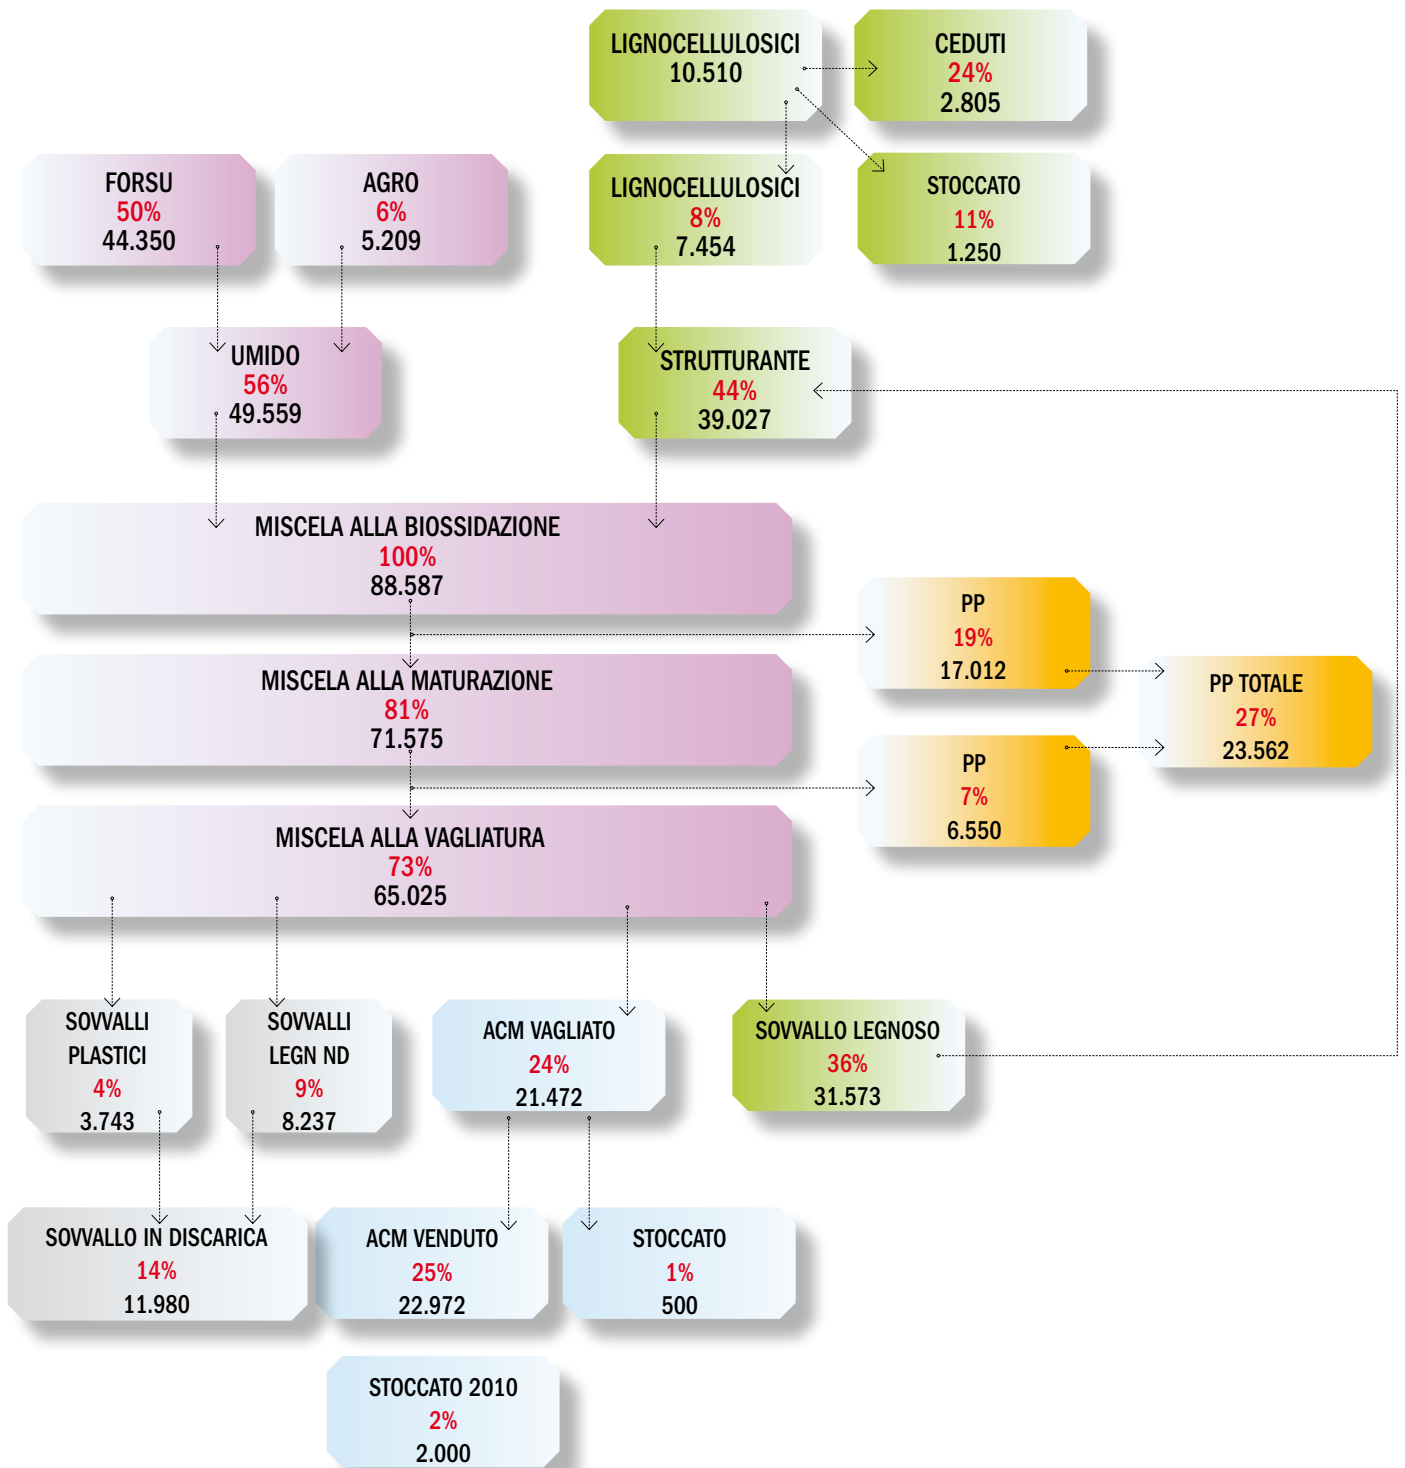 LIGNOCELLULOSICI
10.510
CEDUTI
24%
2.805
FORSU
50%
44.350
AGRO
6%
5.209
LIGNOCELLULOSICI
8%
7.454
STOCCATO
11%
1.250
UMIDO
56%
49.559
STRUTTURANTE
44%
39.027
MISCELA ALLA BIOSSIDAZIONE
100%
88.587
PP
19%
17.012
MISCELA ALLA MATURAZIONE
81%
71.575
PP TOTALE
27%
23.562
PP
7%
6.550
MISCELA ALLA VAGLIATURA
73%
65.025
SOVVALLI
PLASTICI
4%
3.743
SOVVALLI
LEGN ND
9%
8.237
ACM VAGLIATO
24%
21.472
SOVVALLO LEGNOSO
36%
31.573
SOVVALLO IN DISCARICA
14%
11.980
ACM VENDUTO
25%
22.972
STOCCATO
1%
500
STOCCATO 2010
2%
2.000